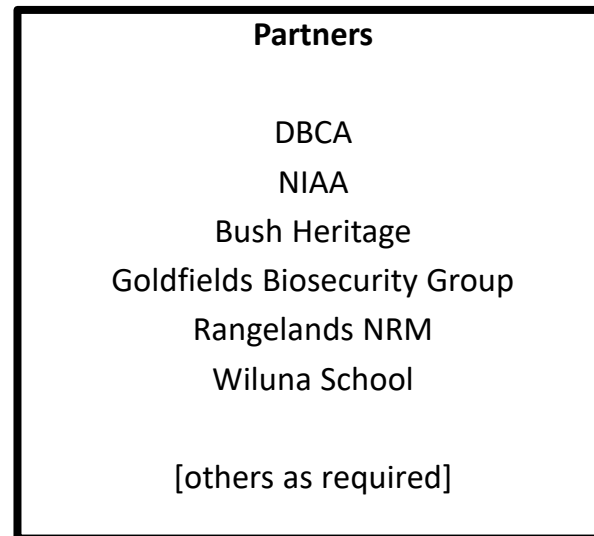 Partners
DBCA
NIAA
Bush Heritage
Goldfields Biosecurity Group
Rangelands NRM
Wiluna School
[others as required]